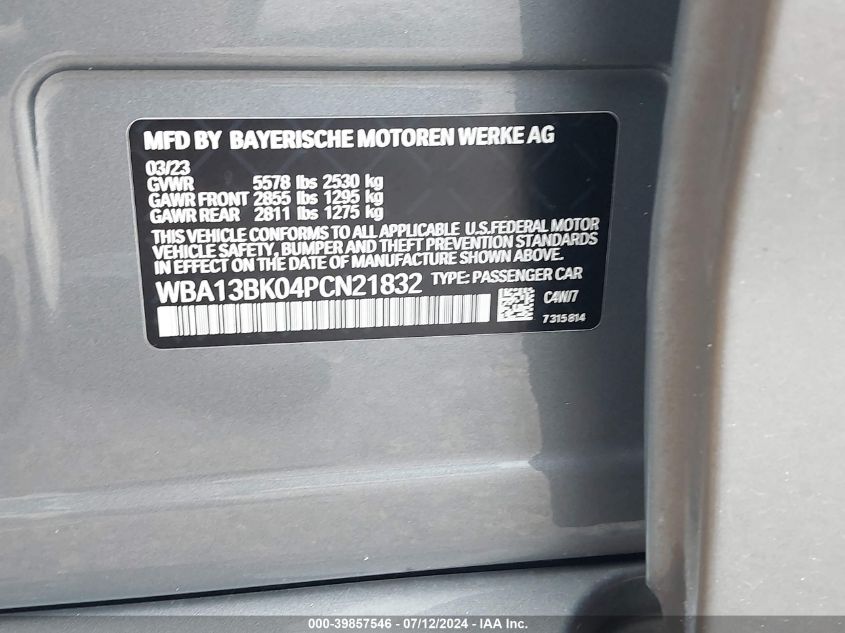 MFD BY BAYERISCHE MOTOREN WERKE AG
03/23
GVWR 5578 lbs 2530 kg
GAWR FRONT 2855 lbs 1295 kg
GAWR REAR 2811 lbs 1275 kg
THIS VEHICLE CONFORMS TO ALL APPLICABLE U.S.FEDERAL MOTOR
VEHICLE SAFETY, BUMPER AND THEFT PREVENTION STANDARDS
IN EFFECT ON THE DATE OF MANUFACTURE SHOWN ABOVE.
WBA13BK04PCN21832 TYPE: PASSENGER CAR
C4W/7
7315814
000-39857546 - 07/12/2024 - IAA Inc.